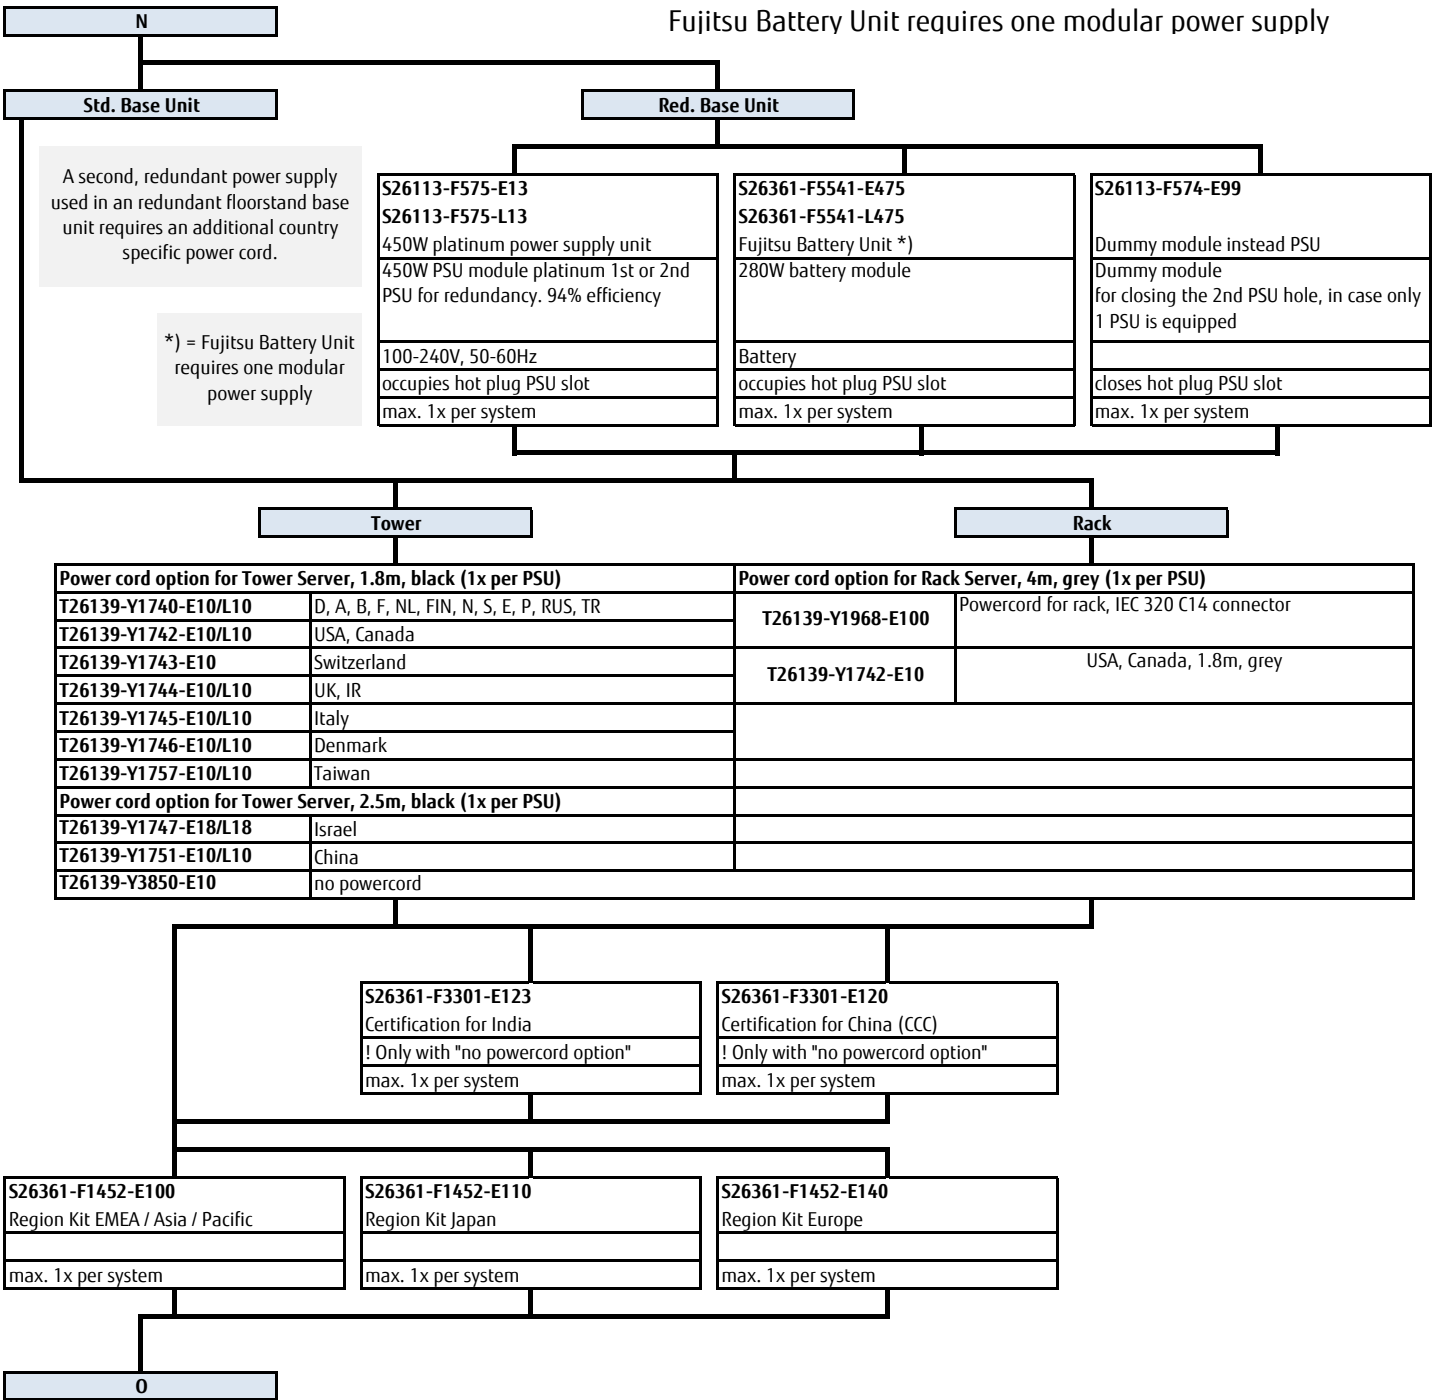 N
Fujitsu Battery Unit requires one modular power supply
Std. Base Unit
Red. Base Unit
A second, redundant power supply
used in an redundant floorstand base
unit requires an additional country
specific power cord.
*) = Fujitsu Battery Unit
requires one modular
power supply
S26113-F575-E13
S26113-F575-L13
450W platinum power supply unit
450W PSU module platinum 1st or 2nd
PSU for redundancy. 94% efficiency
100-240V, 50-60Hz
occupies hot plug PSU slot
max. 1x per system
S26361-F5541-E475
S26361-F5541-L475
Fujitsu Battery Unit *)
280W battery module
Battery
occupies hot plug PSU slot
max. 1x per system
S26113-F574-E99
Dummy module instead PSU
Dummy module
for closing the 2nd PSU hole, in case only
1 PSU is equipped
closes hot plug PSU slot
max. 1x per system
Tower
Rack
Power cord option for Tower Server, 1.8m, black (1x per PSU)
T26139-Y1740-E10/L10 D, A, B, F, NL, FIN, N, S, E, P, RUS, TR
T26139-Y1742-E10/L10 USA, Canada
T26139-Y1743-E10 Switzerland
T26139-Y1744-E10/L10 UK, IR
T26139-Y1745-E10/L10 Italy
T26139-Y1746-E10/L10 Denmark
T26139-Y1757-E10/L10 Taiwan
Power cord option for Tower Server, 2.5m, black (1x per PSU)
T26139-Y1747-E18/L18 Israel
T26139-Y1751-E10/L10 China
T26139-Y3850-E10 no powercord
Power cord option for Rack Server, 4m, grey (1x per PSU)
T26139-Y1968-E100 Powercord for rack, IEC 320 C14 connector
T26139-Y1742-E10 USA, Canada, 1.8m, grey
S26361-F3301-E123
Certification for India
! Only with "no powercord option"
max. 1x per system
S26361-F3301-E120
Certification for China (CCC)
! Only with "no powercord option"
max. 1x per system
S26361-F1452-E100
Region Kit EMEA / Asia / Pacific
max. 1x per system
S26361-F1452-E110
Region Kit Japan
max. 1x per system
S26361-F1452-E140
Region Kit Europe
max. 1x per system
O